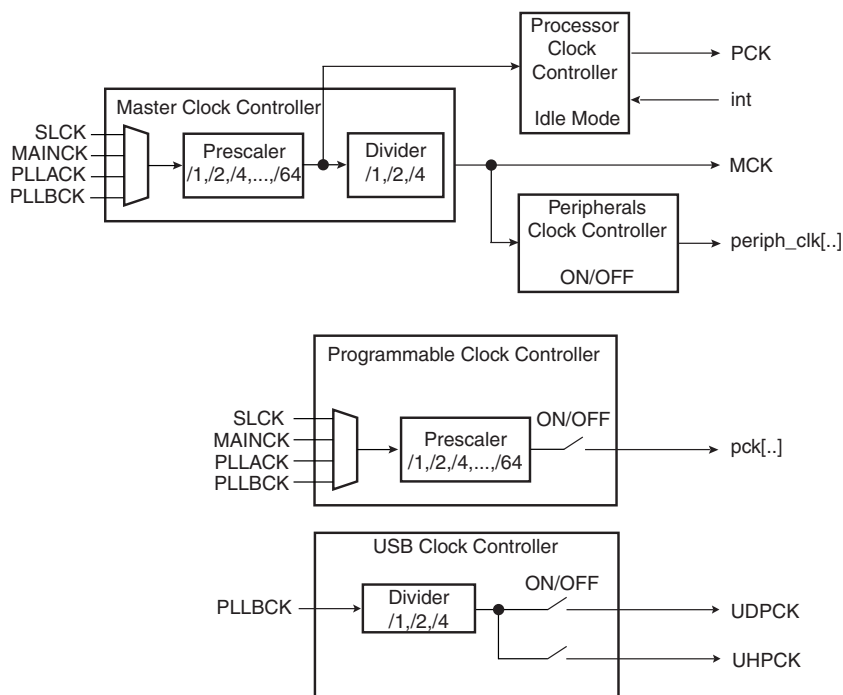 Processor
Clock
Controller
Idle Mode
PCK
int
Master Clock Controller
SLCK
MAINCK
PLLACK
PLLBCK
Prescaler
/1,/2,/4,...,/64
Divider
/1,/2,/4
MCK
Peripherals
Clock Controller
ON/OFF
periph_clk[..]
Programmable Clock Controller
SLCK
MAINCK
PLLACK
PLLBCK
Prescaler
/1,/2,/4,...,/64
ON/OFF
pck[..]
USB Clock Controller
PLLBCK
Divider
/1,/2,/4
ON/OFF
UDPCK
UHPCK